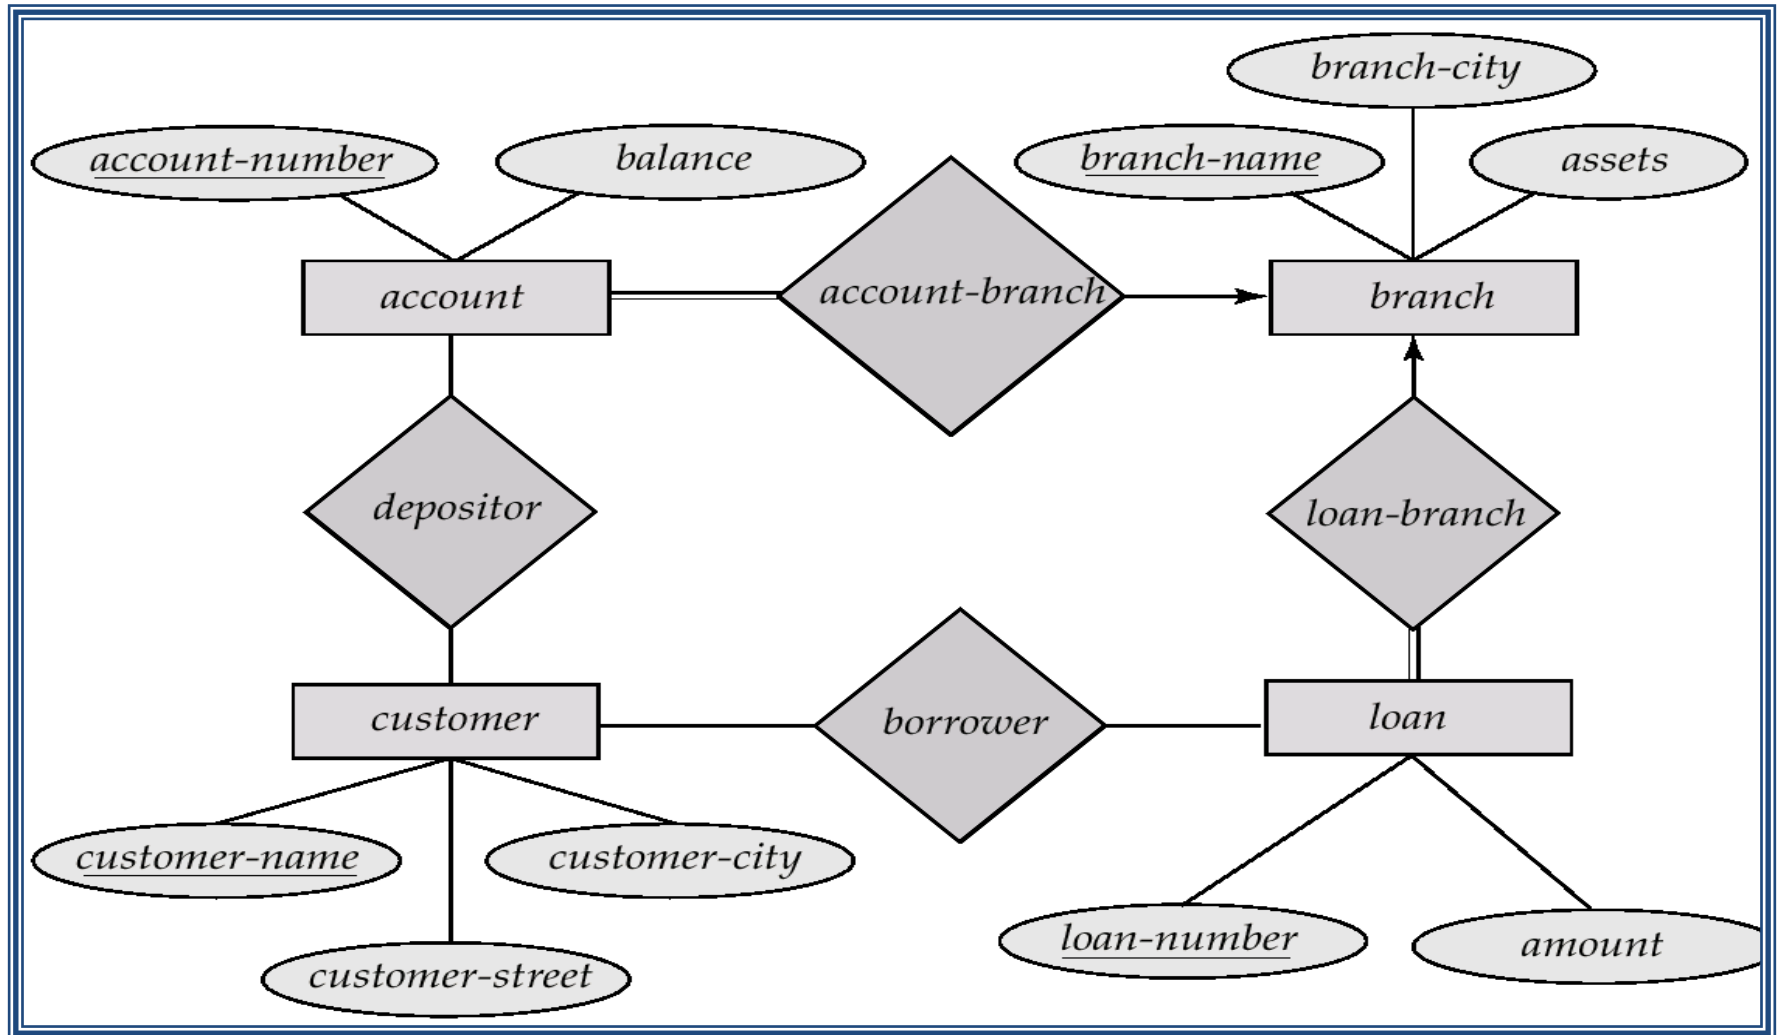 branch-city
account-number
balance
branch-name
assets
account
account-branch
branch
depositor
loan-branch
customer
borrower
loan
customer-name
customer-city
loan-number
amount
customer-street